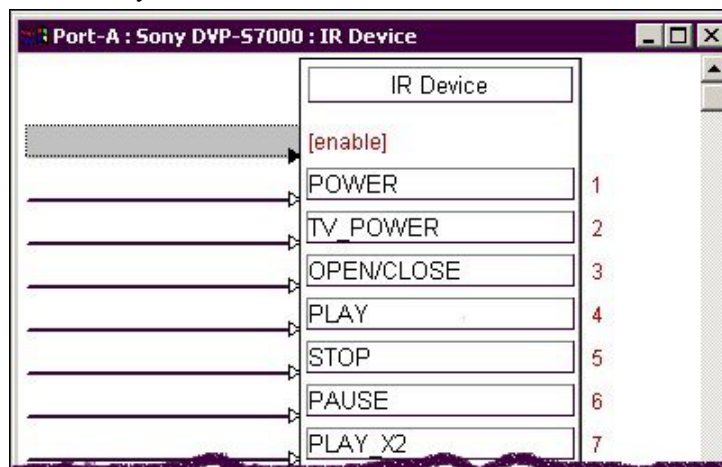 Port-A : Sony DVP-S7000 : IR Device
IR Device
[enable]
POWER 1
TV_POWER 2
OPEN/CLOSE 3
PLAY 4
STOP 5
PAUSE 6
PLAY_X2 7